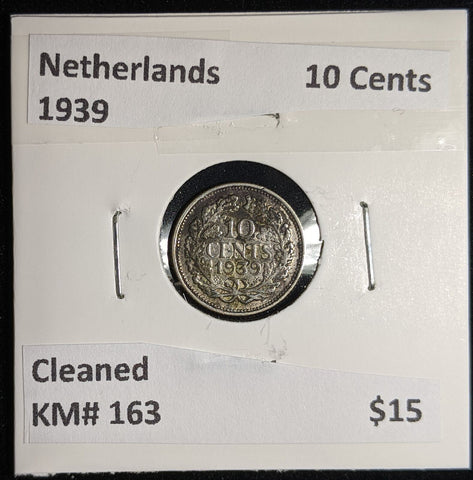 Netherlands 10 Cents
1939
10
CENTS
1939
Cleaned
KM# 163 $15